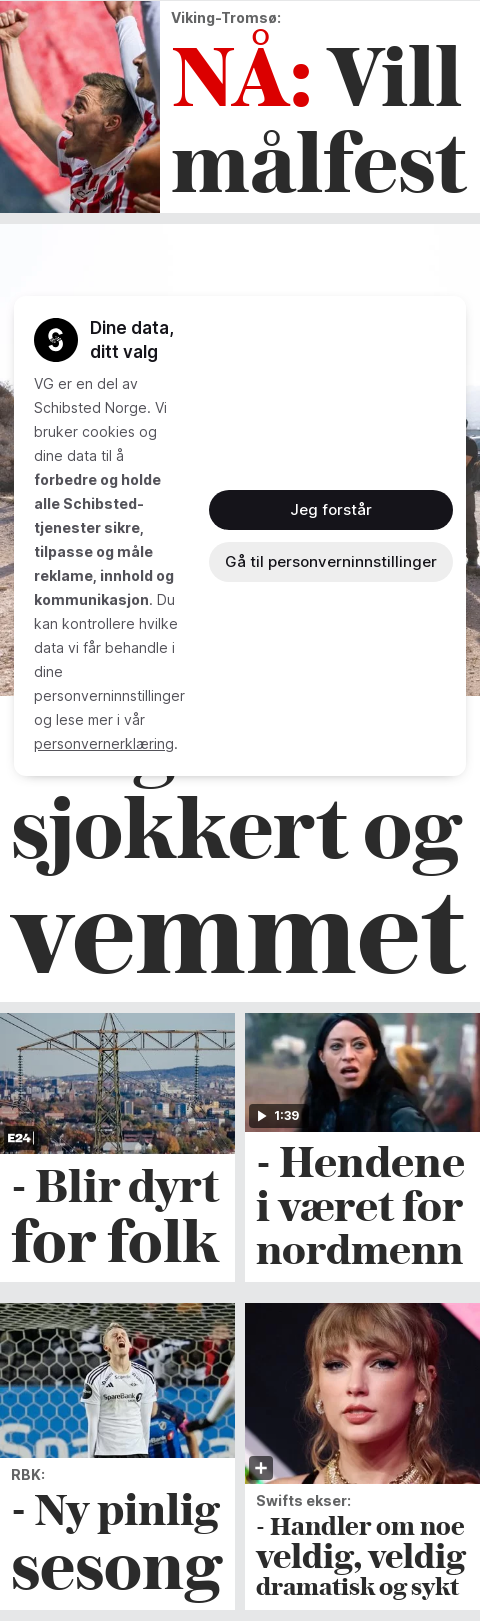 Viking-Tromsø:
NÅ: Vill
målfest
Dine data,
ditt valg
VG er en del av
Schibsted Norge. Vi
bruker cookies og
dine data til å
forbedre og holde
alle Schibsted-
tjenester sikre,
tilpasse og måle
reklame, innhold og
kommunikasjon. Du
kan kontrollere hvilke
data vi får behandle i
dine
personverninnstillinger
og lese mer i vår
personvernerklæring.
Jeg forstår
Gå til personverninnstillinger
sjokkert og
vemmet
E24
1:39
- Blir dyrt
for folk
- Hendene
i været for
nordmenn
SpareBank
RBK:
- Ny pinlig
sesong
Swifts ekser:
- Handler om noe
veldig, veldig
dramatisk og sykt